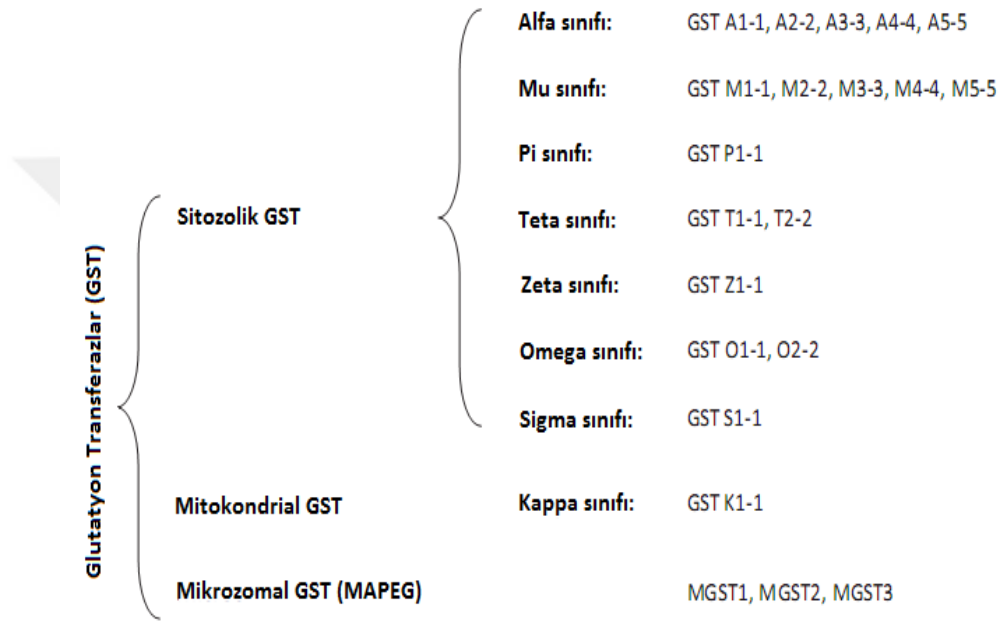 Glutatyon Transferazlar (GST)
Sitozolik GST
Alfa sınıfı: GST A1-1, A2-2, A3-3, A4-4, A5-5
Mu sınıfı: GST M1-1, M2-2, M3-3, M4-4, M5-5
Pi sınıfı: GST P1-1
Teta sınıfı: GST T1-1, T2-2
Zeta sınıfı: GST Z1-1
Omega sınıfı: GST O1-1, O2-2
Sigma sınıfı: GST S1-1
Mitokondrial GST Kappa sınıfı: GST K1-1
Mikrozomal GST (MAPEG) MGST1, MGST2, MGST3